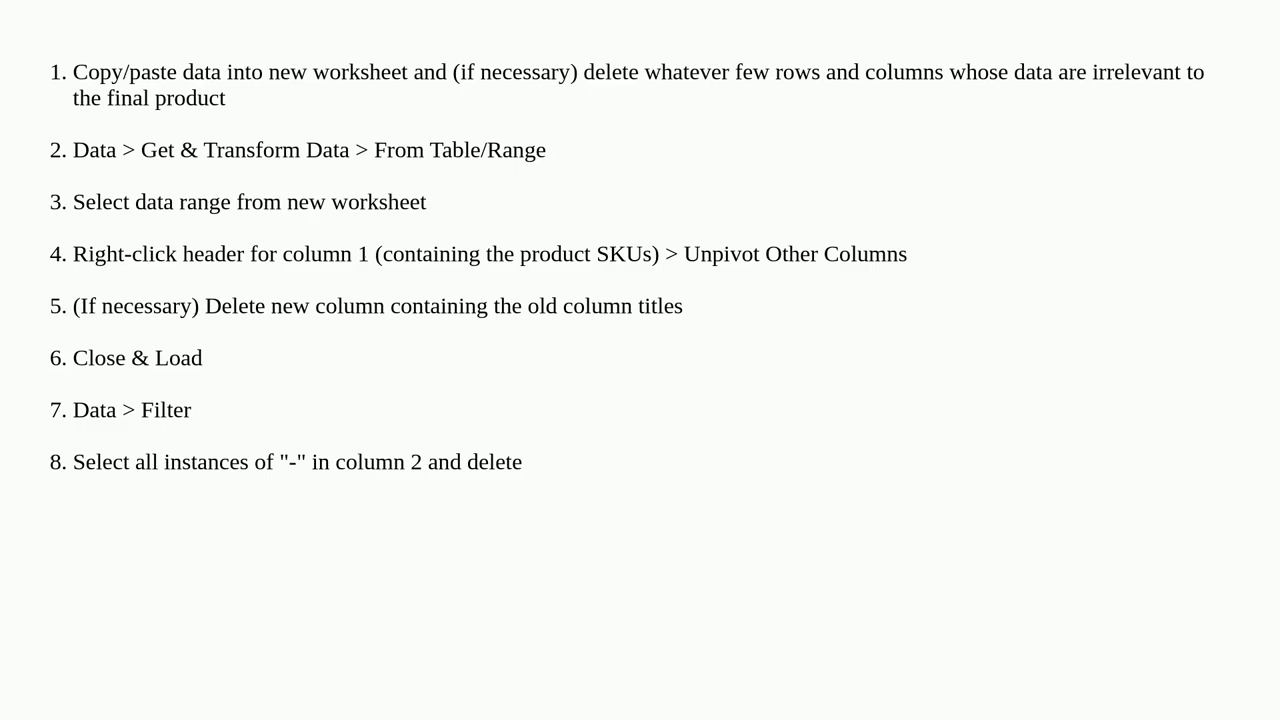 1. Copy/paste data into new worksheet and (if necessary) delete whatever few rows and columns whose data are irrelevant to
the final product
2. Data > Get & Transform Data > From Table/Range
3. Select data range from new worksheet
4. Right-click header for column 1 (containing the product SKUs) > Unpivot Other Columns
5. (If necessary) Delete new column containing the old column titles
6. Close & Load
7. Data > Filter
8. Select all instances of "-" in column 2 and delete